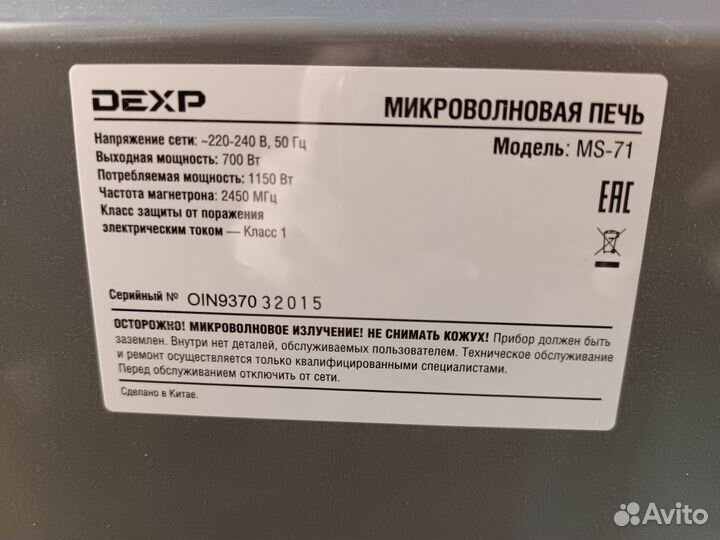 DEXP
МИКРОВОЛНОВАЯ ПЕЧЬ
Модель: MS-71
Напряжение сети: ~220-240 В, 50 Гц
Выходная мощность: 700 Вт
Потребляемая мощность: 1150 Вт
Частота магнетрона: 2450 МГц
Класс защиты от поражения
электрическим током — Класс 1
EAC
Серийный № OIN9370 32015
ОСТОРОЖНО! МИКРОВОЛНОВОЕ ИЗЛУЧЕНИЕ! НЕ СНИМАТЬ КОЖУХ! Прибор должен быть
заземлен. Внутри нет деталей, обслуживаемых пользователем. Техническое обслуживание
и ремонт осуществляется только квалифицированными специалистами.
Перед обслуживанием отключить от сети.
Сделано в Китае.
Avito